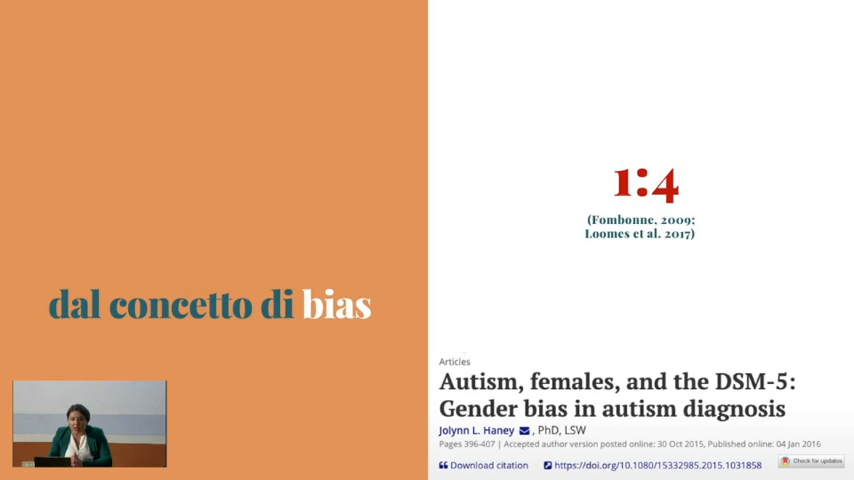 dal concetto di bias
1:4
(Fombonne, 2009;
Loomes et al. 2017)
Articles
Autism, females, and the DSM-5:
Gender bias in autism diagnosis
Jolynn L. Haney , PhD, LSW
Pages 396-407 | Accepted author version posted online: 30 Oct 2015, Published online: 04 Jan 2016
Download citation https://doi.org/10.1080/15332985.2015.1031858 Check for updates